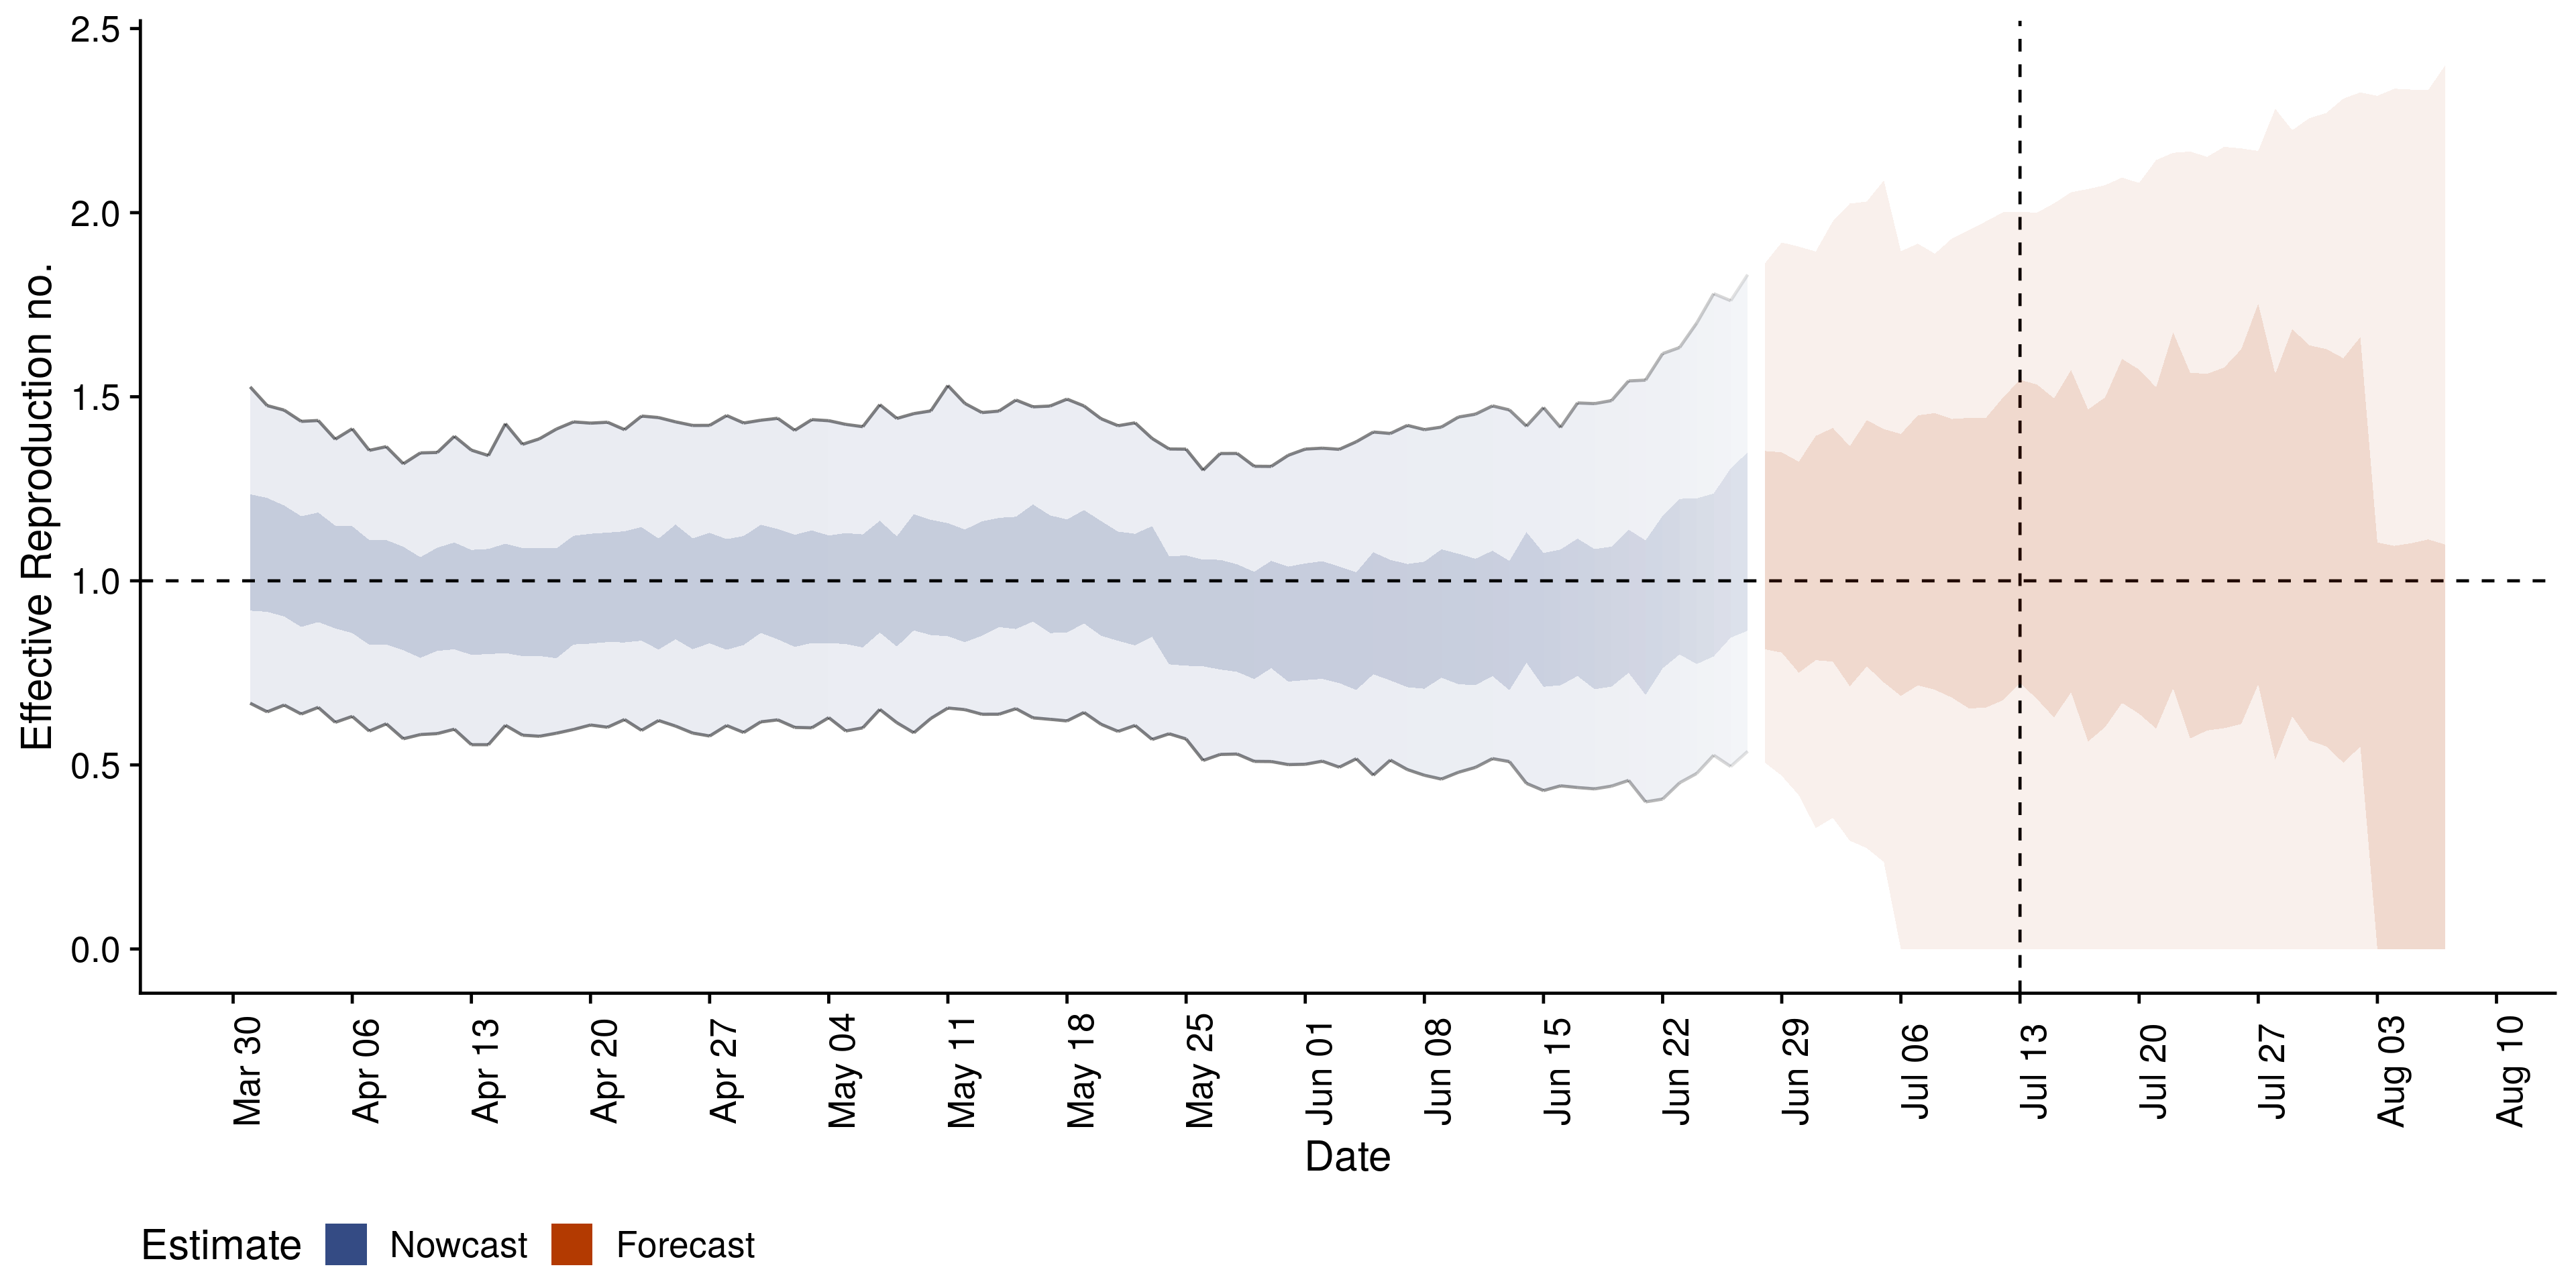 2.5
2.0
1.5
1.0
0.5
0.0
Effective Reproduction no.
Mar 30
Apr 06
Apr 13
Apr 20
Apr 27
May 04
May 11
May 18
May 25
Jun 01
Jun 08
Jun 15
Jun 22
Jun 29
Jul 06
Jul 13
Jul 20
Jul 27
Aug 03
Aug 10
Date
Estimate Nowcast Forecast